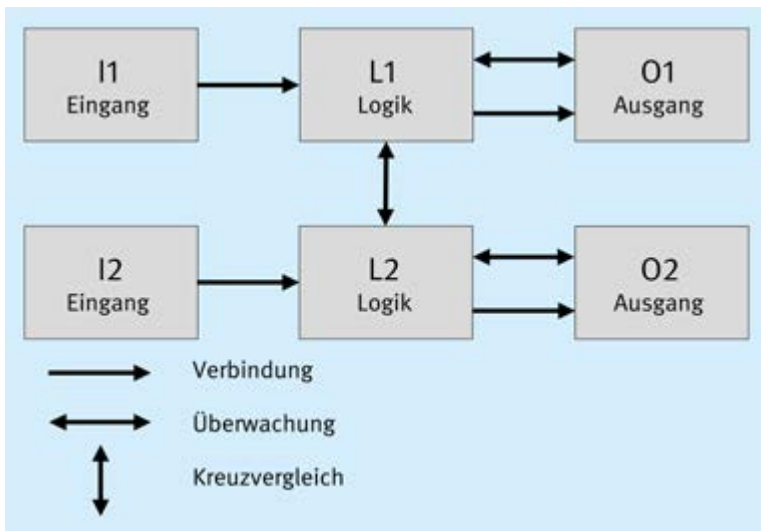 I1
Eingang
L1
Logik
O1
Ausgang
I2
Eingang
L2
Logik
O2
Ausgang
Verbindung
Überwachung
Kreuzvergleich